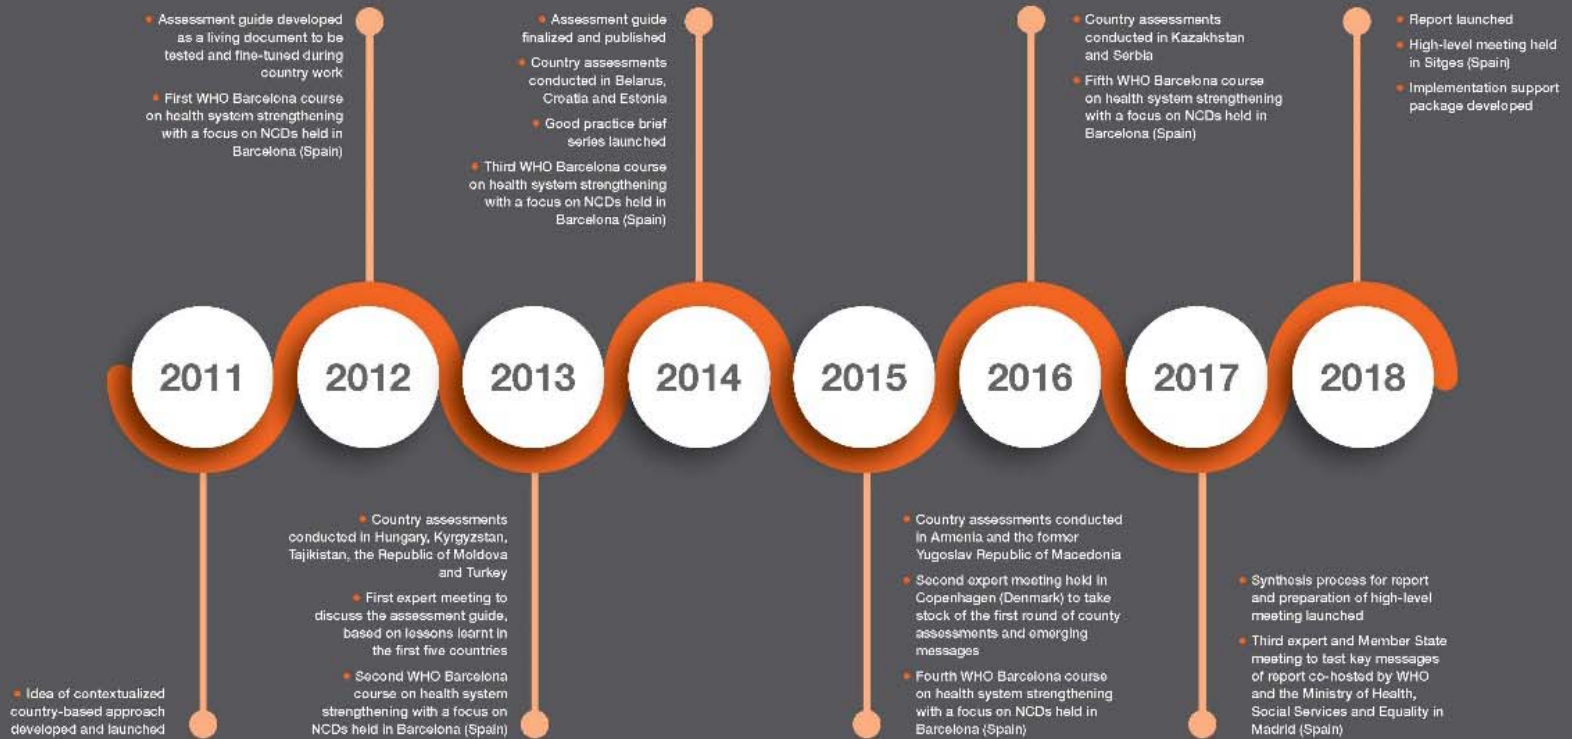 • Assessment guide developed
as a living document to be
tested and fine-tuned during
country work
• First WHO Barcelona course
on health system strengthening
with a focus on NCDs held in
Barcelona (Spain)
• Assessment guide
finalized and published
• Country assessments
conducted in Belarus,
Croatia and Estonia
• Good practice brief
series launched
• Third WHO Barcelona course
on health system strengthening
with a focus on NCDs held in
Barcelona (Spain)
• Country assessments
conducted in Kazakhstan
and Serbia
• Fifth WHO Barcelona course
on health system strengthening
with a focus on NCDs held in
Barcelona (Spain)
• Report launched
• High-level meeting held
in Sitges (Spain)
• Implementation support
package developed
2011
2012
2013
2014
2015
2016
2017
2018
• Idea of contextualized
country-based approach
developed and launched
• Country assessments
conducted in Hungary, Kyrgyzstan,
Tajikistan, the Republic of Moldova
and Turkey
• First expert meeting to
discuss the assessment guide,
based on lessons learnt in
the first five countries
• Second WHO Barcelona
course on health system
strengthening with a focus on
NCDs held in Barcelona (Spain)
• Country assessments conducted
in Armenia and the former
Yugoslav Republic of Macedonia
• Second expert meeting held in
Copenhagen (Denmark) to take
stock of the first round of county
assessments and emerging
messages
• Fourth WHO Barcelona course
on health system strengthening
with a focus on NCDs held in
Barcelona (Spain)
• Synthesis process for report
and preparation of high-level
meeting launched
• Third expert and Member State
meeting to test key messages
of report co-hosted by WHO
and the Ministry of Health,
Social Services and Equality in
Madrid (Spain)